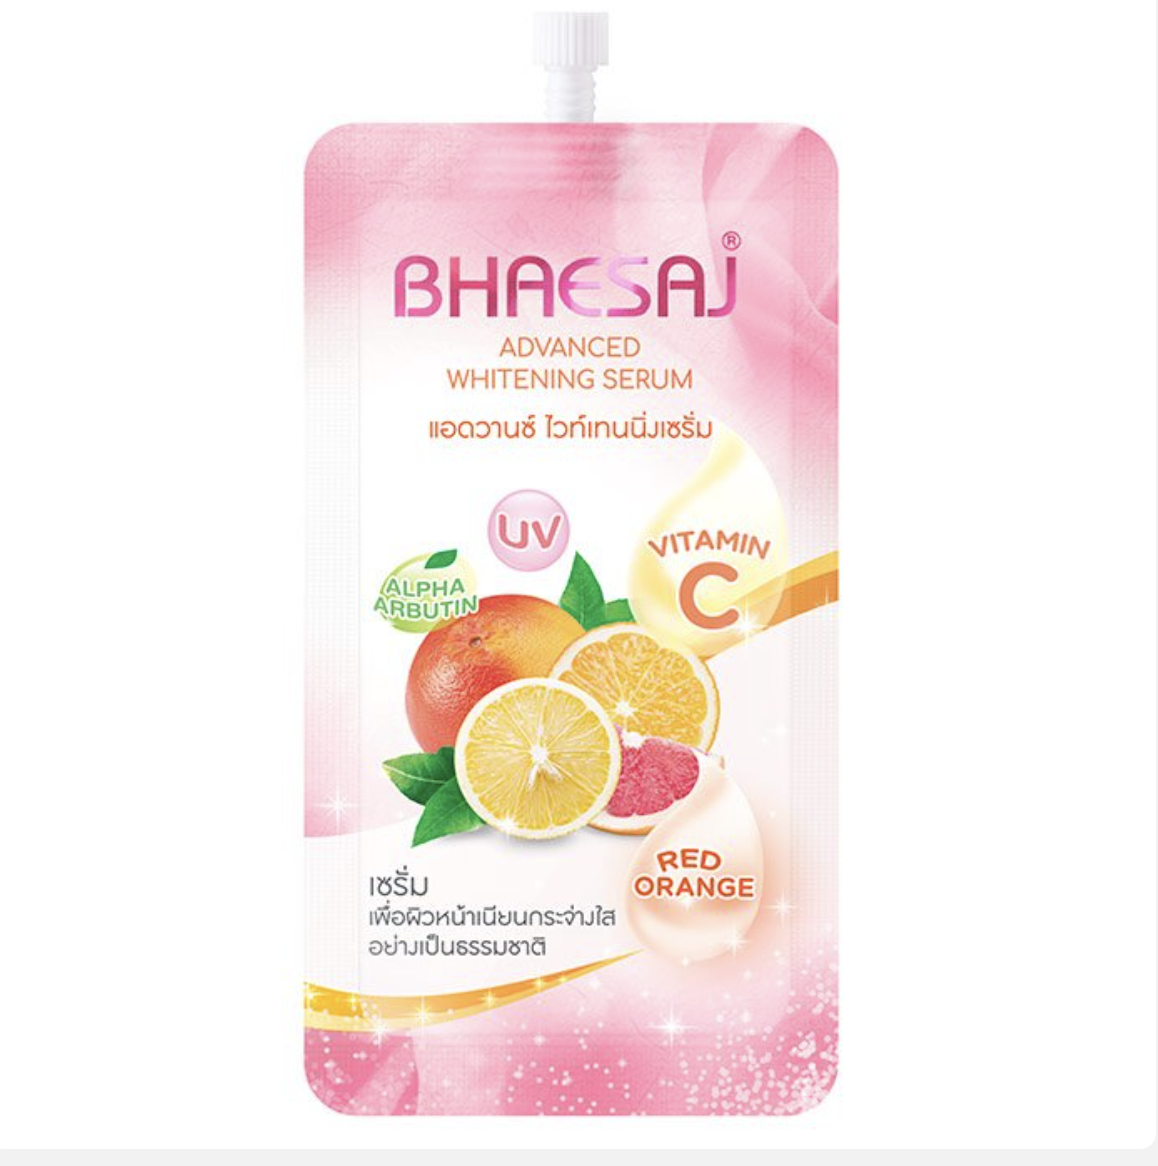 BHAESAJ®
ADVANCED
WHITENING SERUM
แอดวานซ์ ไวท์เทนนิ่งเซรั่ม
UV
VITAMIN
C
ALPHA
ARBUTIN
RED
ORANGE
เซรั่ม
เพื่อผิวหน้าเนียนกระจ่างใส
อย่างเป็นธรรมชาติ